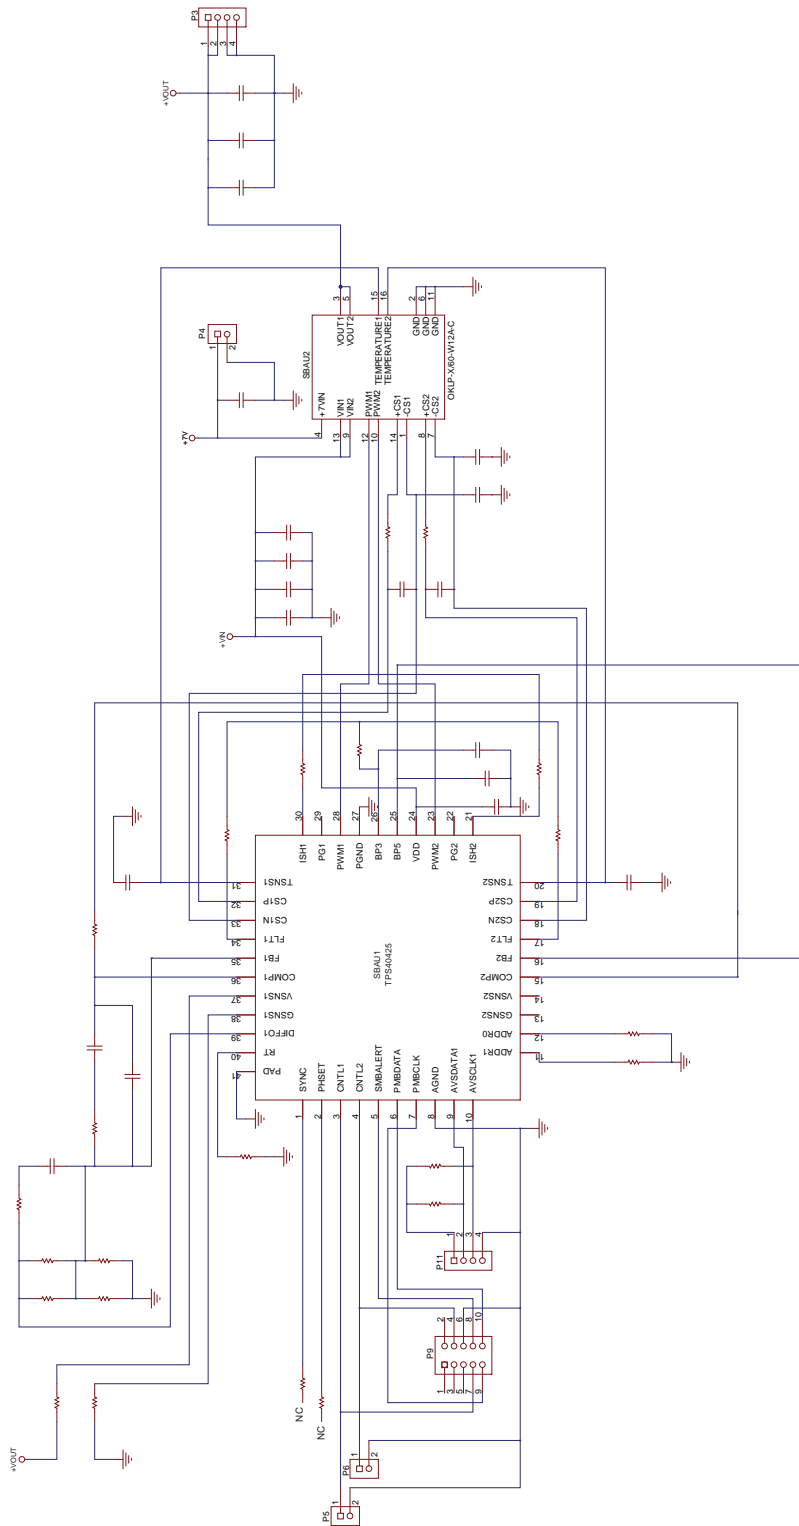 P3
1
2
3
4
+VOUT
15
16
3
5
2
6
11
VOUT1
VOUT2
TEMPERATURE1
TEMPERATURE2
GND
GND
GND
P4
1
2
SBAU2
OKLP-X/60-W12A-C
+7VIN
VIN1
VIN2
PWM1
PWM2
+CS1
-CS1
+CS2
-CS2
+7V
4
13
9
12
10
14
1
8
7
+VIN
30
29
28
27
26
25
24
23
22
21
ISH1
PG1
PWM1
PGND
BP3
BP5
VDD
PWM2
PG2
ISH2
31
TSNS1
TSNS2
20
32
CS1P
CS2P
19
33
CS1N
CS2N
18
34
FLT1
FLT2
17
35
FB1
FB2
16
SBAU1
TPS40425
36
COMP1
COMP2
15
37
VSNS1
VSNS2
14
38
GSNS1
GSNS2
13
39
DIFFO1
ADDR0
12
40
RT
ADDR1
11
41
PAD
SYNC
PHSET
CNTL1
CNTL2
SMBALERT
PMBDATA
PMBCLK
AGND
AVSDATA1
AVSCLK1
1
2
3
4
5
6
7
8
9
10
P11
1
2
3
4
P9
2
4
6
8
10
1
3
5
7
9
NC
NC
+VOUT
P6
1
2
P5
1
2